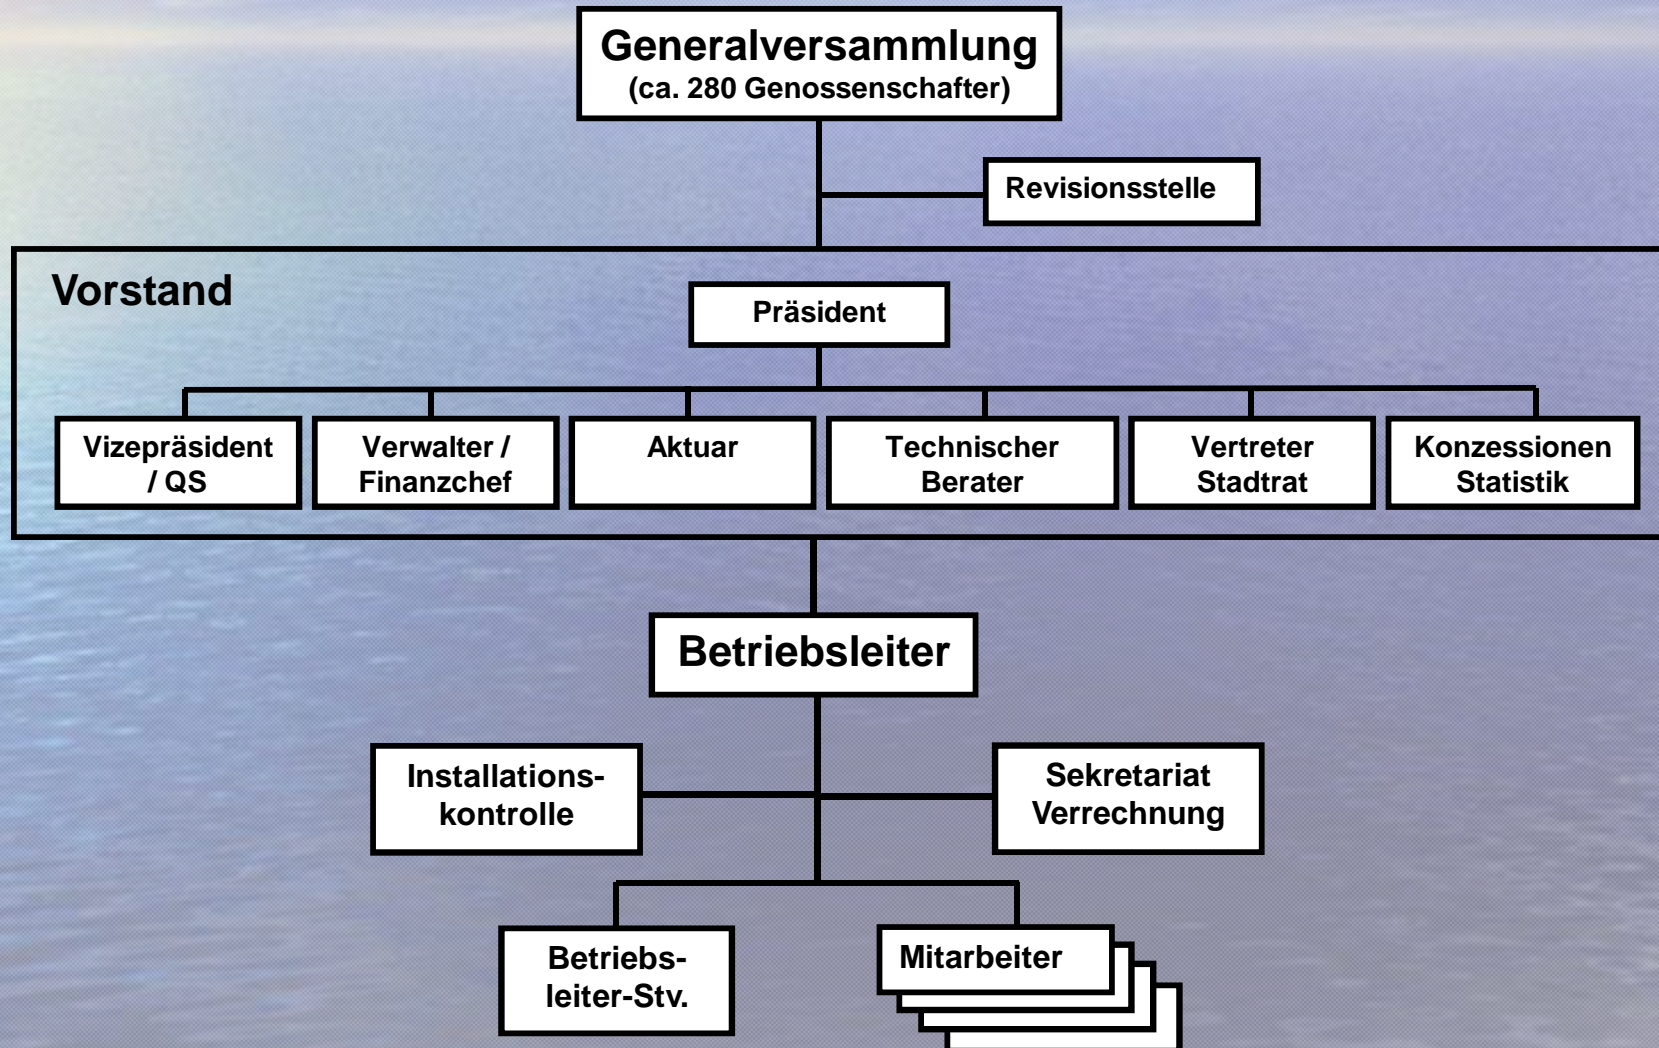 Generalversammlung
(ca. 280 Genossenschafter)
Revisionsstelle
Vorstand
Präsident
Vizepräsident
/ QS
Verwalter /
Finanzchef
Aktuar
Technischer
Berater
Vertreter
Stadtrat
Konzessionen
Statistik
Betriebsleiter
Installations-
kontrolle
Sekretariat
Verrechnung
Betriebs-
leiter-Stv.
Mitarbeiter